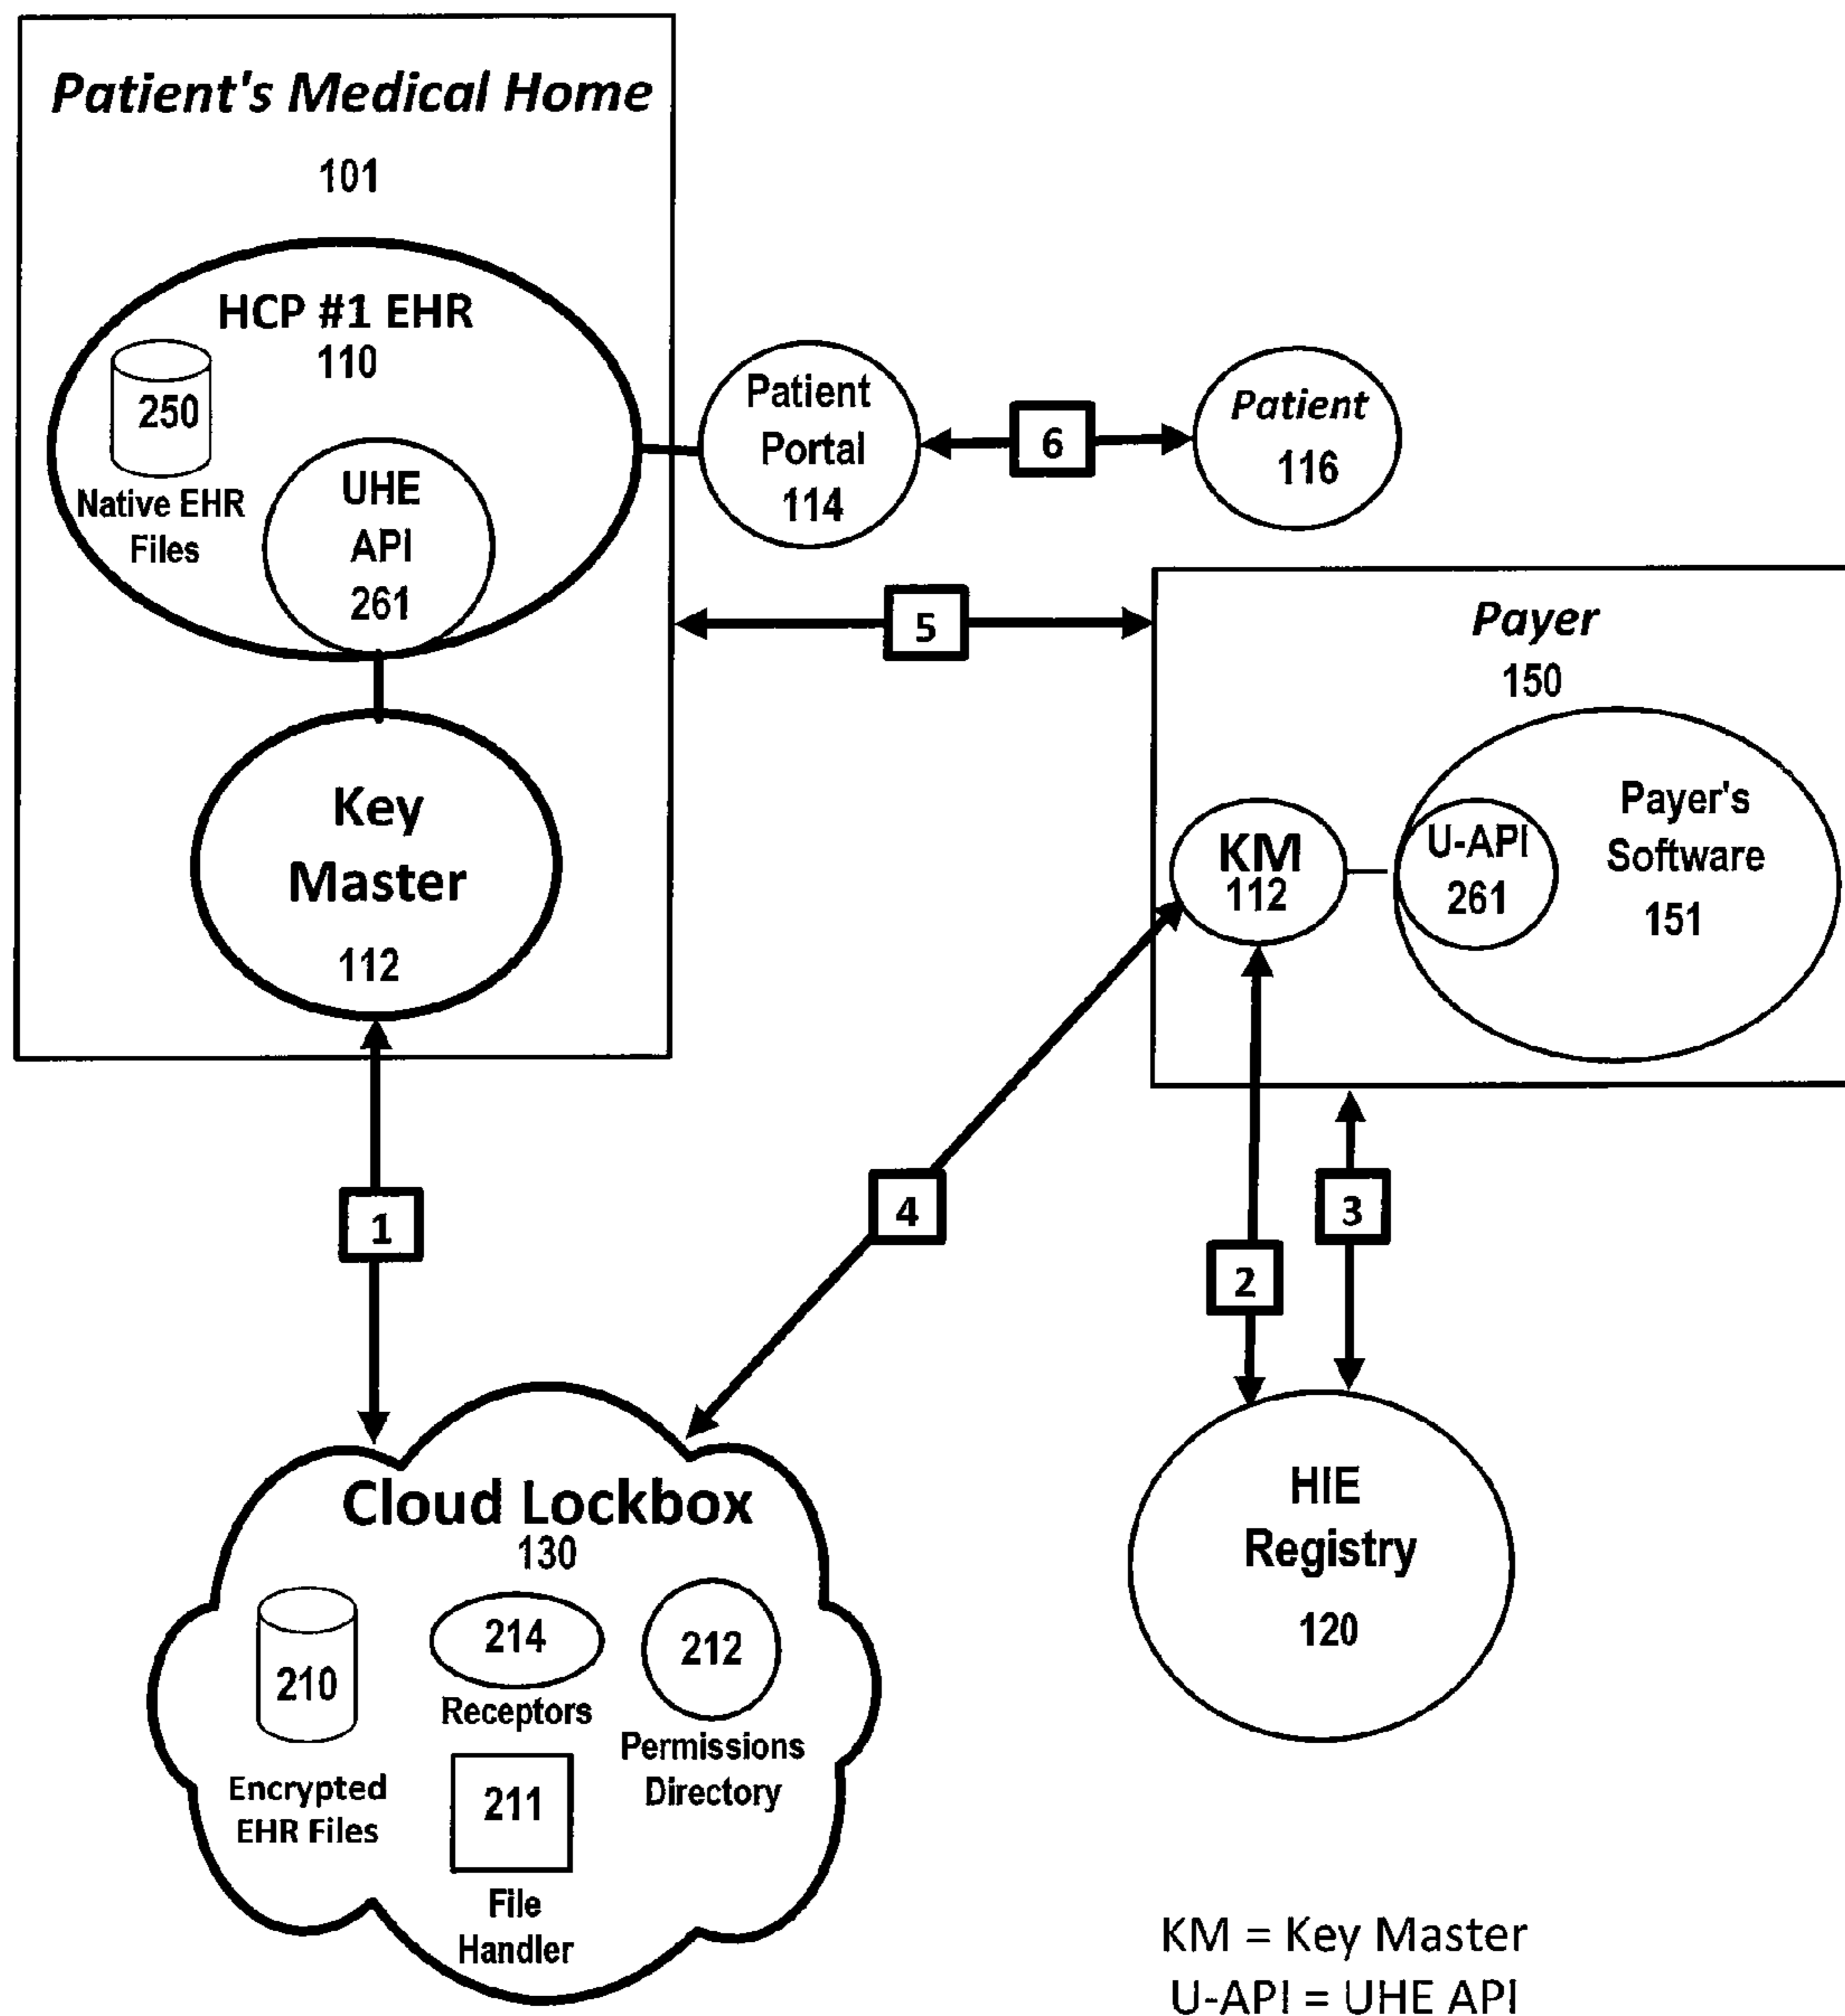 Patient's Medical Home
101
HCP #1 EHR
110
250
Native EHR
Files
UHE
API
261
Key
Master
112
Patient
Portal
114
6
Patient
116
5
Payer
150
KM
112
U-API
261
Payer's
Software
151
1
4
2
3
Cloud Lockbox
130
210
Encrypted
EHR Files
214
Receptors
212
Permissions
Directory
211
File
Handler
HIE
Registry
120
KM = Key Master
U-API = UHE API